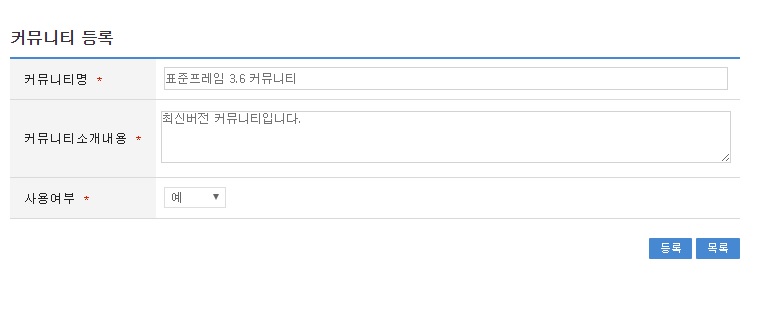 커뮤니티 등록
커뮤니티명 * 표준프레임 3.6 커뮤니티
커뮤니티소개내용 * 최신버전 커뮤니티입니다.
사용여부 * 예 ▼
등록 목록